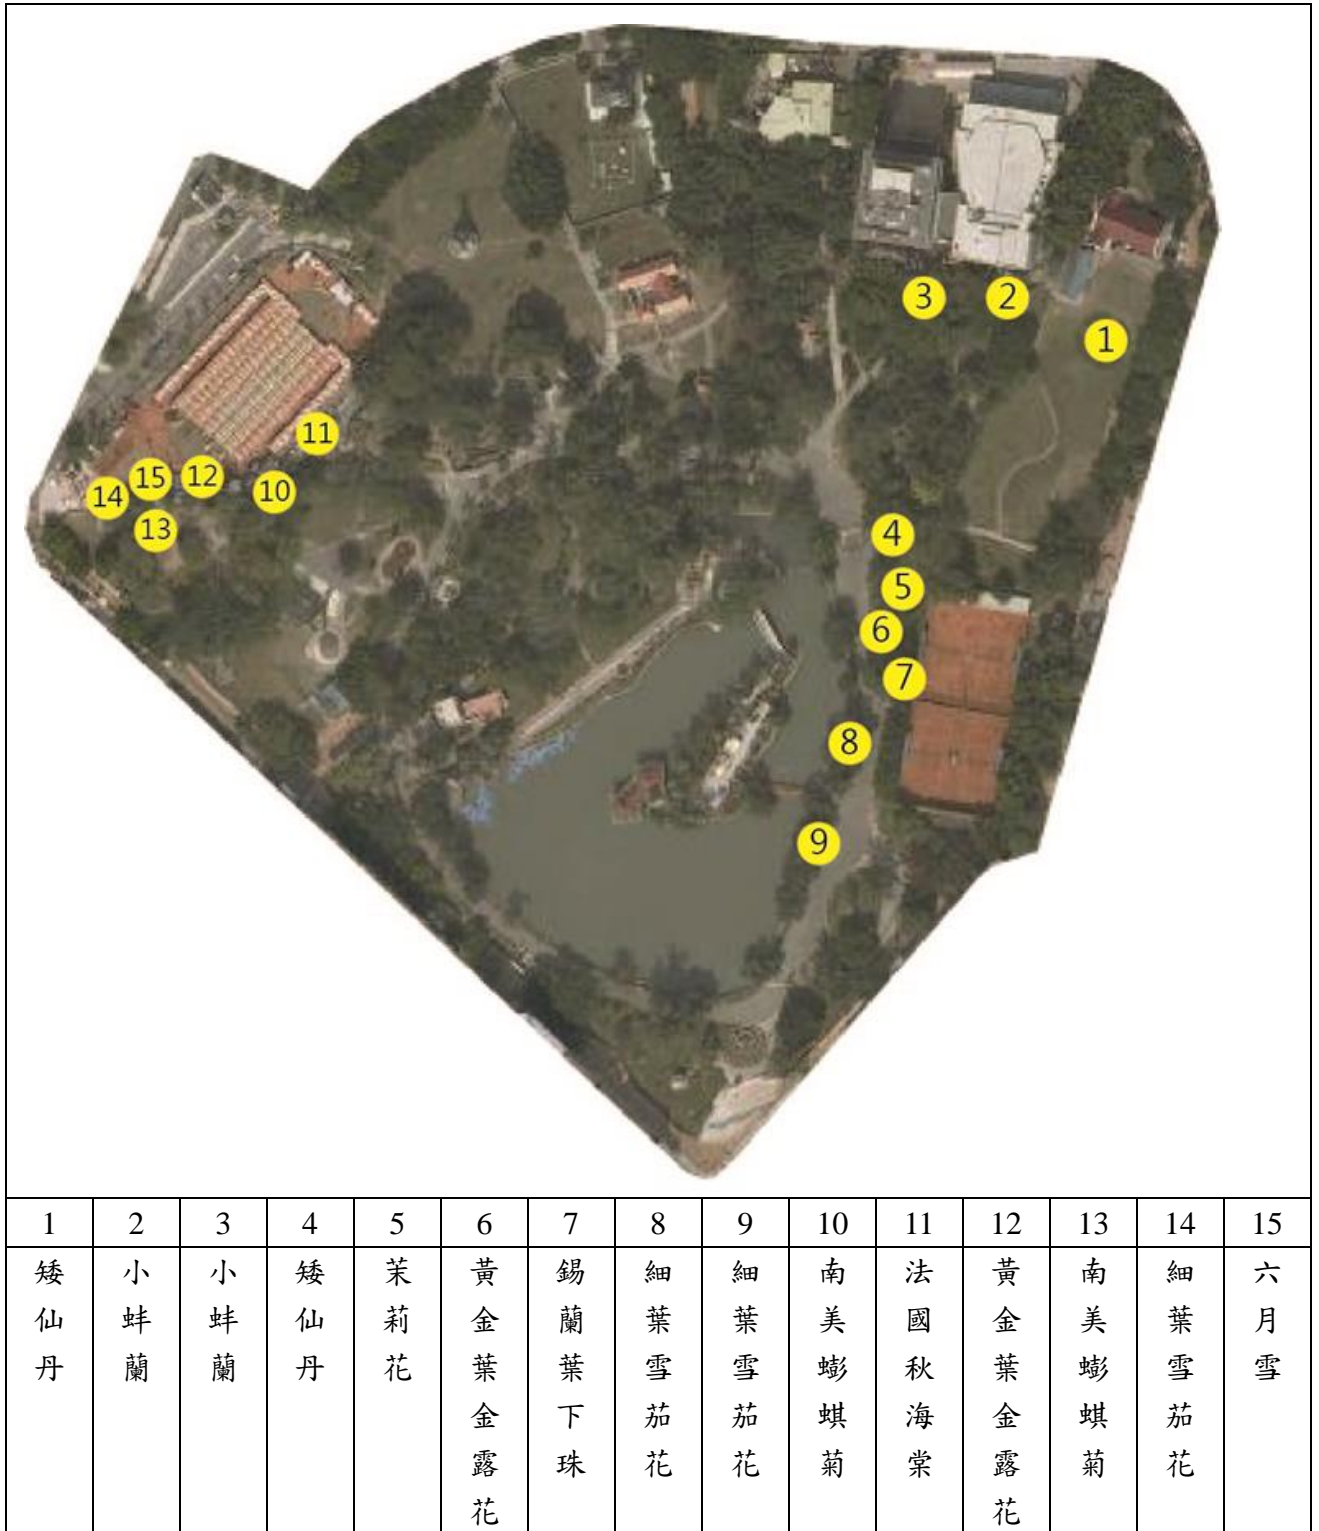 3
2
1
11
15
12
10
14
13
4
5
6
7
8
9
1 2 3 4 5 6 7 8 9 10 11 12 13 14 15
矮仙丹
小蚌蘭
小蚌蘭
矮仙丹
茉莉花
黃金葉金露花
錫蘭葉下珠
細葉雪茄花
細葉雪茄花
南美蟛蜞菊
法國秋海棠
黃金葉金露花
南美蟛蜞菊
細葉雪茄花
六月雪